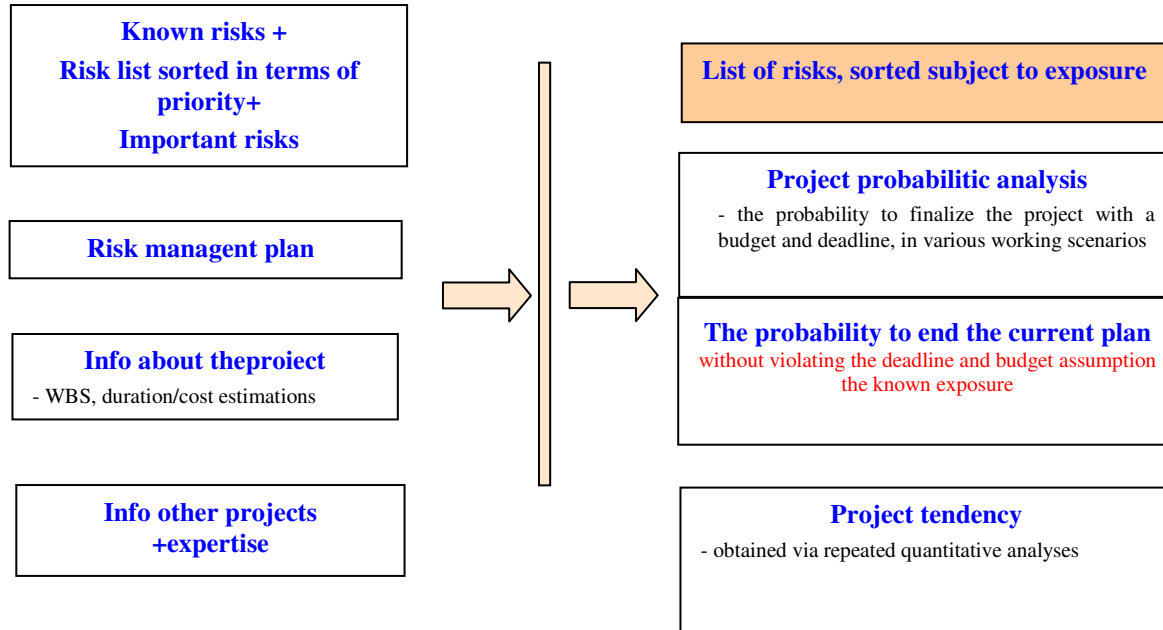 Known risks +
Risk list sorted in terms of
priority+
Important risks
Risk managent plan
Info about theproiect
- WBS, duration/cost estimations
Info other projects
+expertise
List of risks, sorted subject to exposure
Project probabilitic analysis
- the probability to finalize the project with a
budget and deadline, in various working scenarios
The probability to end the current plan
without violating the deadline and budget assumption
the known exposure
Project tendency
- obtained via repeated quantitative analyses